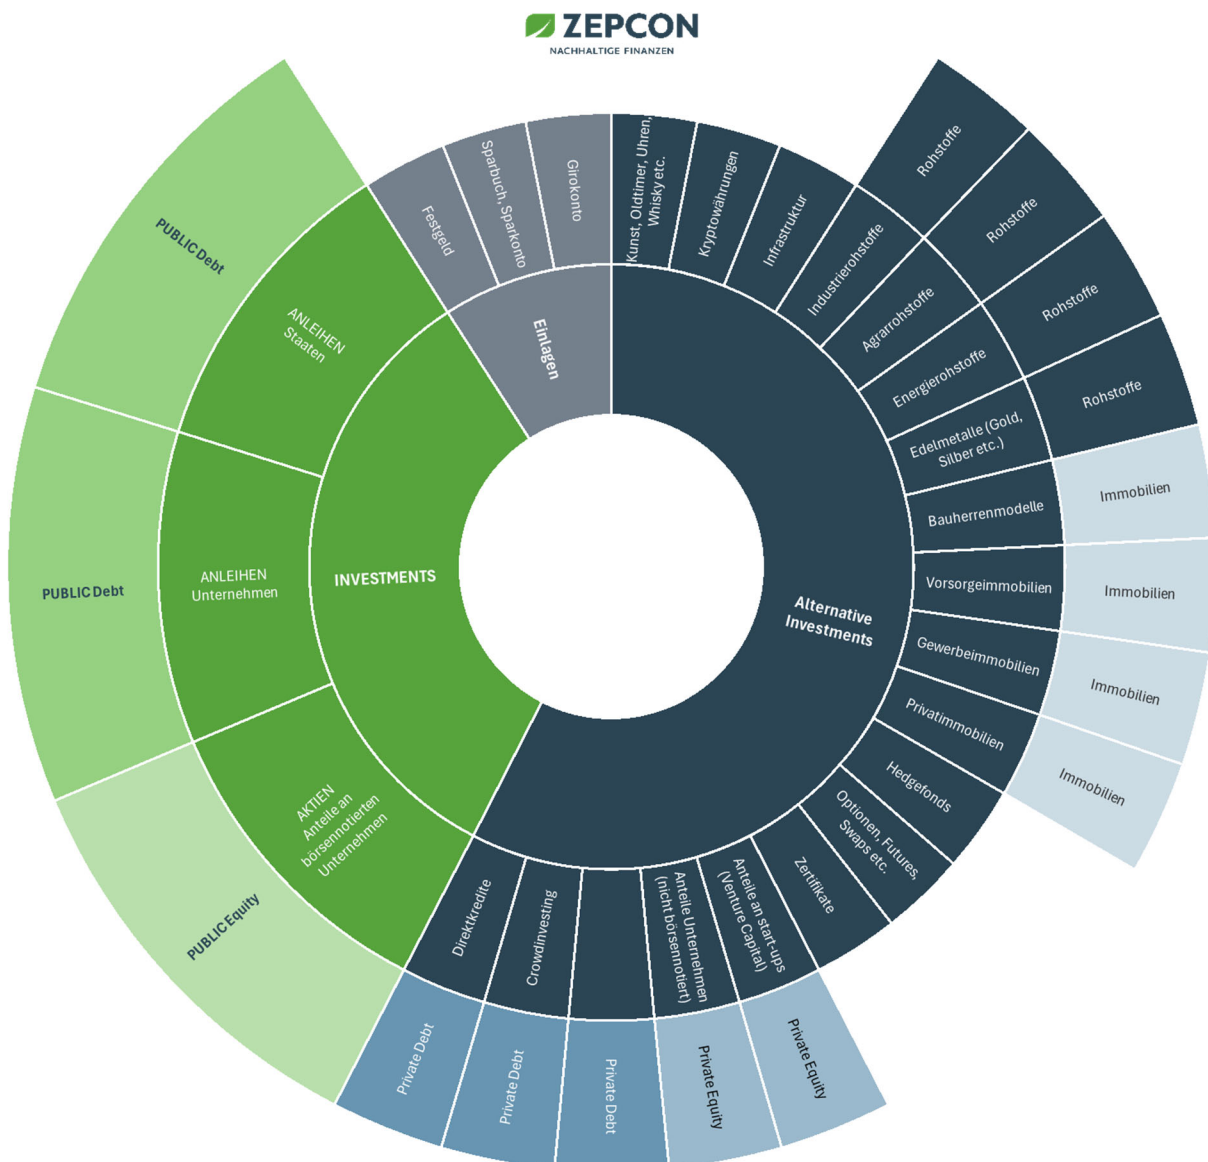 ZEPCON
NACHHALTIGE FINANZEN
Einlagen
Festgeld
Sparbuch, Sparkonto
Girokonto
Alternative
Investments
Kunst, Oldtimer, Uhren,
Whisky etc.
Kryptowährungen
Infrastruktur
Industrierohstoffe
Rohstoffe
Agrarrohstoffe
Rohstoffe
Energierohstoffe
Rohstoffe
Edelmetalle (Gold,
Silber etc.)
Rohstoffe
Bauherrenmodelle
Immobilien
Vorsorgeimmobilien
Immobilien
Gewerbeimmobilien
Immobilien
Privatimmobilien
Immobilien
Hedgefonds
Optionen, Futures,
Swaps etc.
Zertifikate
Anteile an start-ups
(Venture Capital)
Private Equity
Anteile Unternehmen
(nicht börsennotiert)
Private Equity
Private Debt
Crowdinvesting
Private Debt
Direktkredite
Private Debt
INVESTMENTS
AKTIEN
Anteile an
börsennotierten
Unternehmen
PUBLIC Equity
ANLEIHEN
Unternehmen
PUBLIC Debt
ANLEIHEN
Staaten
PUBLIC Debt